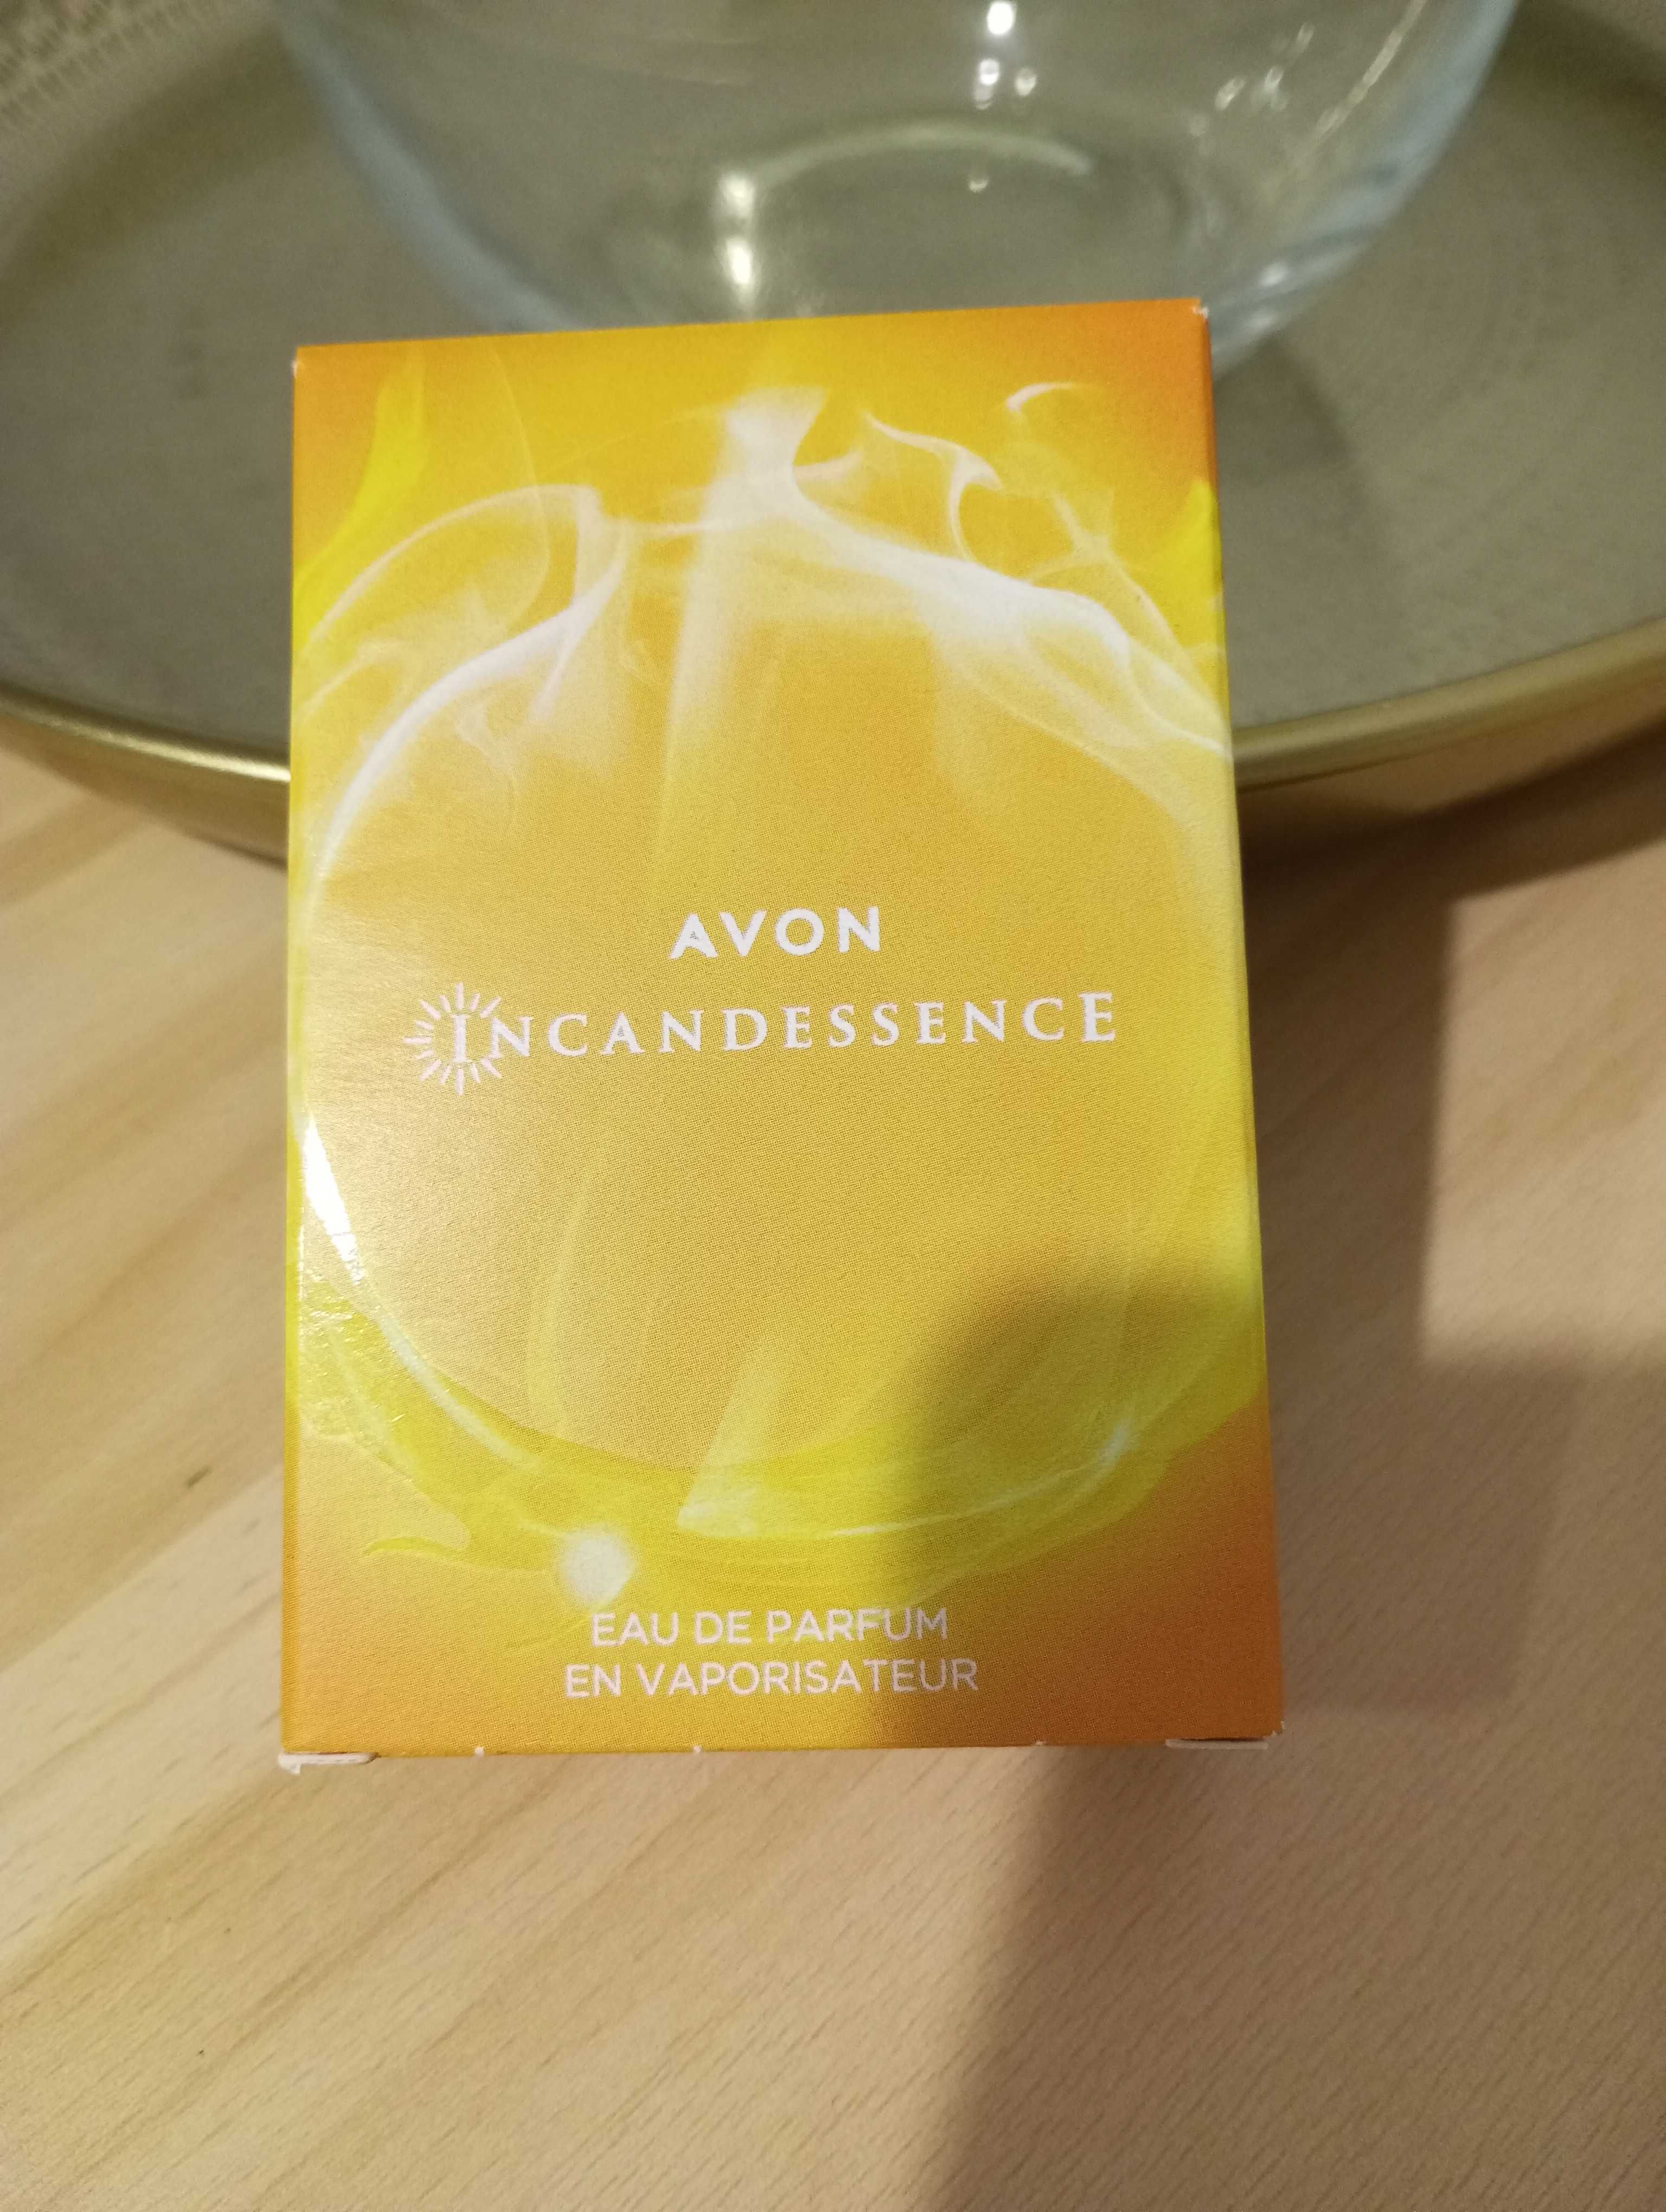 AVON
INCANDESSENCE
EAU DE PARFUM
EN VAPORISATEUR